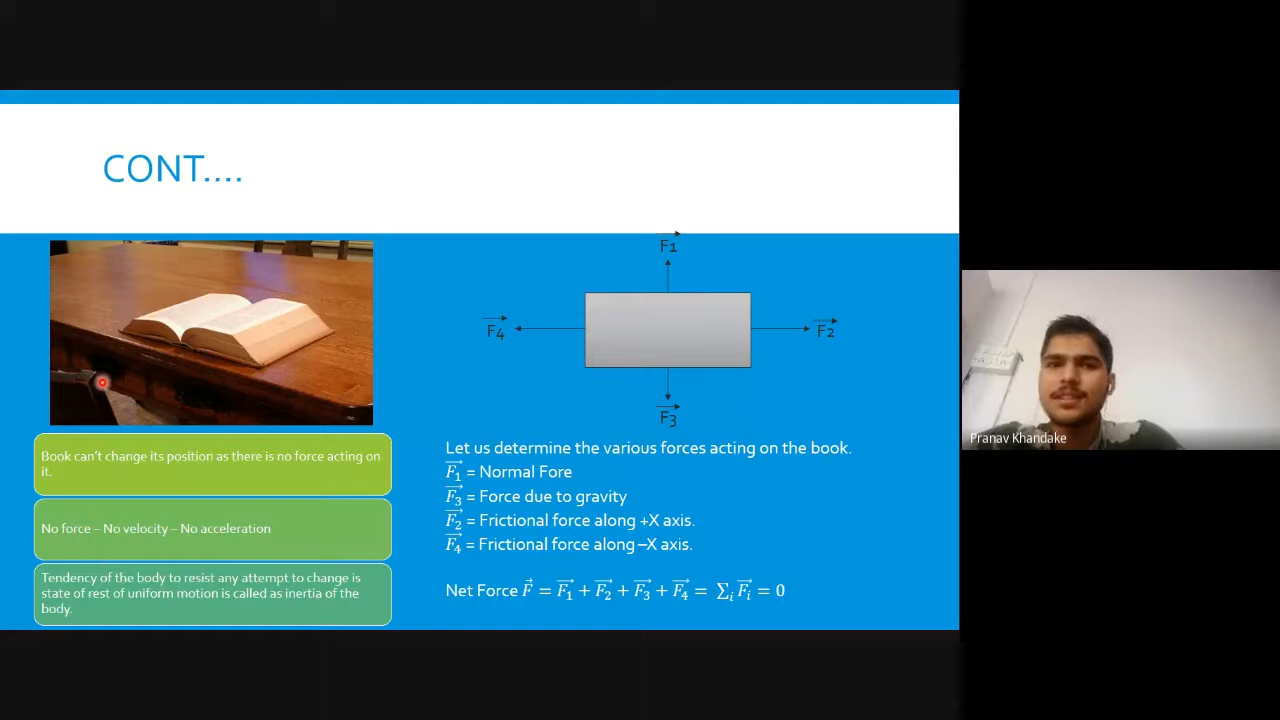 CONT....
F1
F4
F2
F3
Book can't change its position as there is no force acting on
it.
No force – No velocity – No acceleration
Tendency of the body to resist any attempt to change is
state of rest of uniform motion is called as inertia of the
body.
Let us determine the various forces acting on the book.
F₁ = Normal Fore
F₃ = Force due to gravity
F₂ = Frictional force along +X axis.
F₄ = Frictional force along –X axis.
Net Force F⃗ = F₁⃗ + F₂⃗ + F₃⃗ + F₄⃗ = ∑ᵢ Fᵢ⃗ = 0
Pranav Khandake